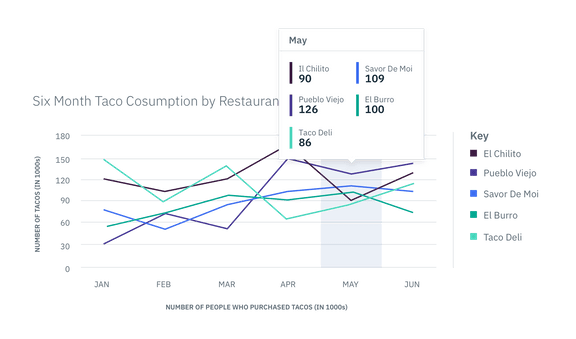 May
Il Chilito
90
Savor De Moi
109
Pueblo Viejo
126
El Burro
100
Taco Deli
86
Six Month Taco Cosumption by Restauran
NUMBER OF TACOS (IN 1000s)
180
150
120
90
60
30
0
JAN FEB MAR APR MAY JUN
NUMBER OF PEOPLE WHO PURCHASED TACOS (IN 1000s)
Key
El Chilito
Pueblo Viejo
Savor De Moi
El Burro
Taco Deli